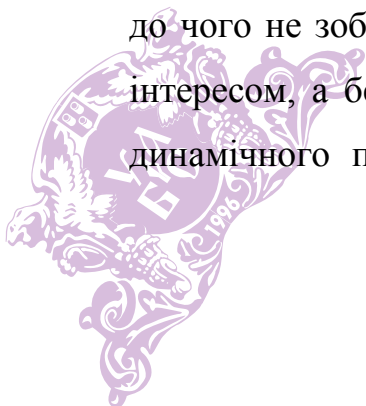 до чого не
інтересом, а
динамічного
1996